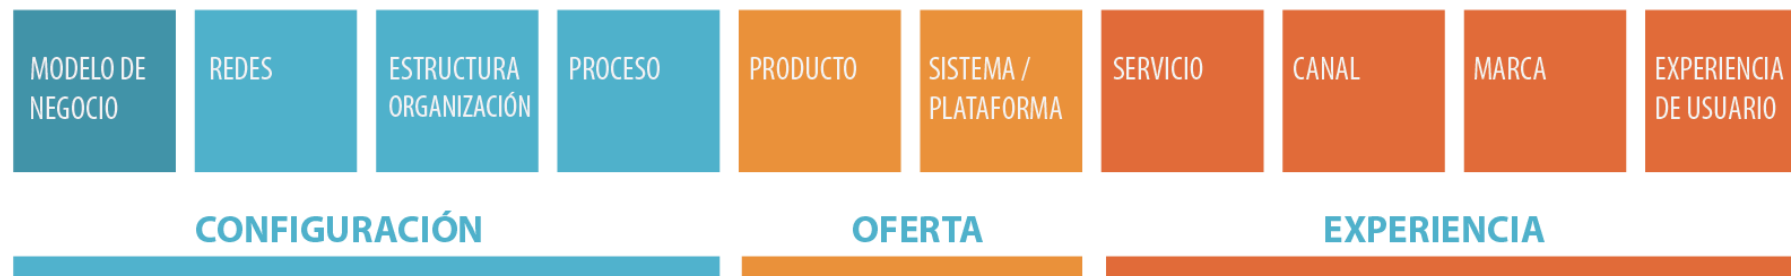 MODELO DE
NEGOCIO
REDES
ESTRUCTURA
ORGANIZACIÓN
PROCESO
PRODUCTO
SISTEMA /
PLATAFORMA
SERVICIO
CANAL
MARCA
EXPERIENCIA
DE USUARIO
CONFIGURACIÓN
OFERTA
EXPERIENCIA